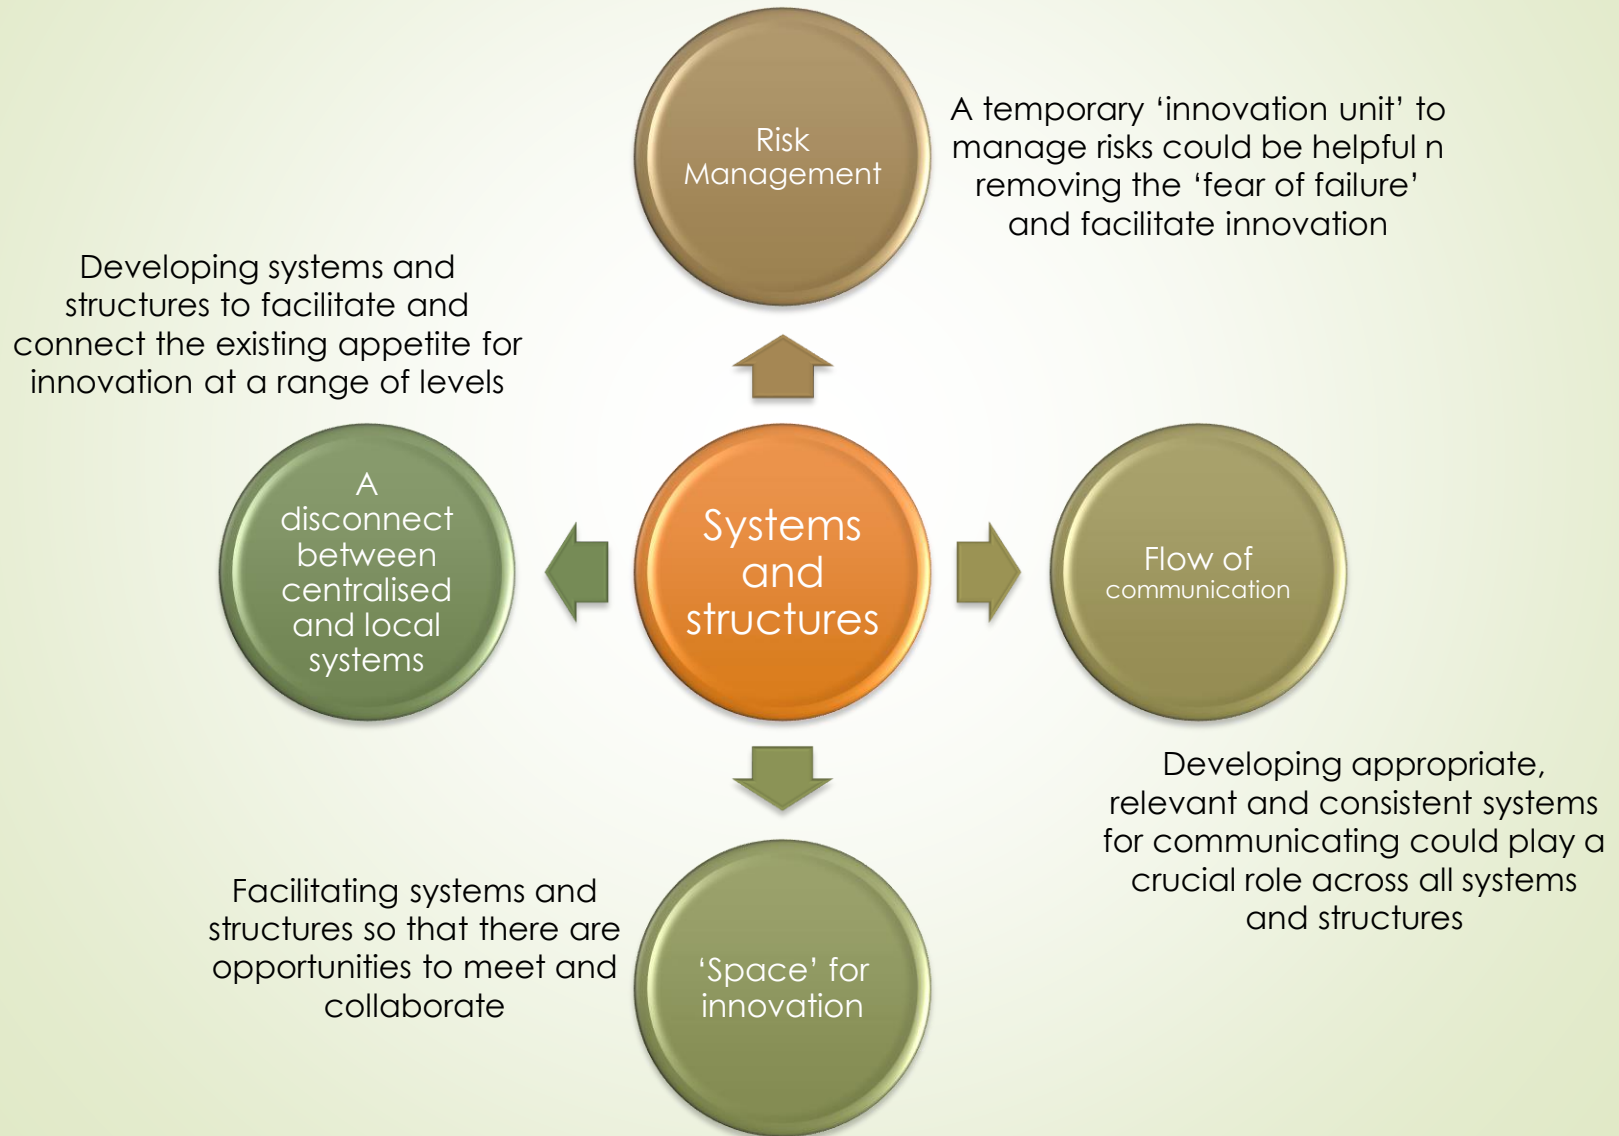 Risk
Management
A temporary ‘innovation unit’ to
manage risks could be helpful n
removing the ‘fear of failure’
and facilitate innovation
Developing systems and
structures to facilitate and
connect the existing appetite for
innovation at a range of levels
A
disconnect
between
centralised
and local
systems
Systems
and
structures
Flow of
communication
Developing appropriate,
relevant and consistent systems
for communicating could play a
crucial role across all systems
and structures
Facilitating systems and
structures so that there are
opportunities to meet and
collaborate
‘Space’ for
innovation